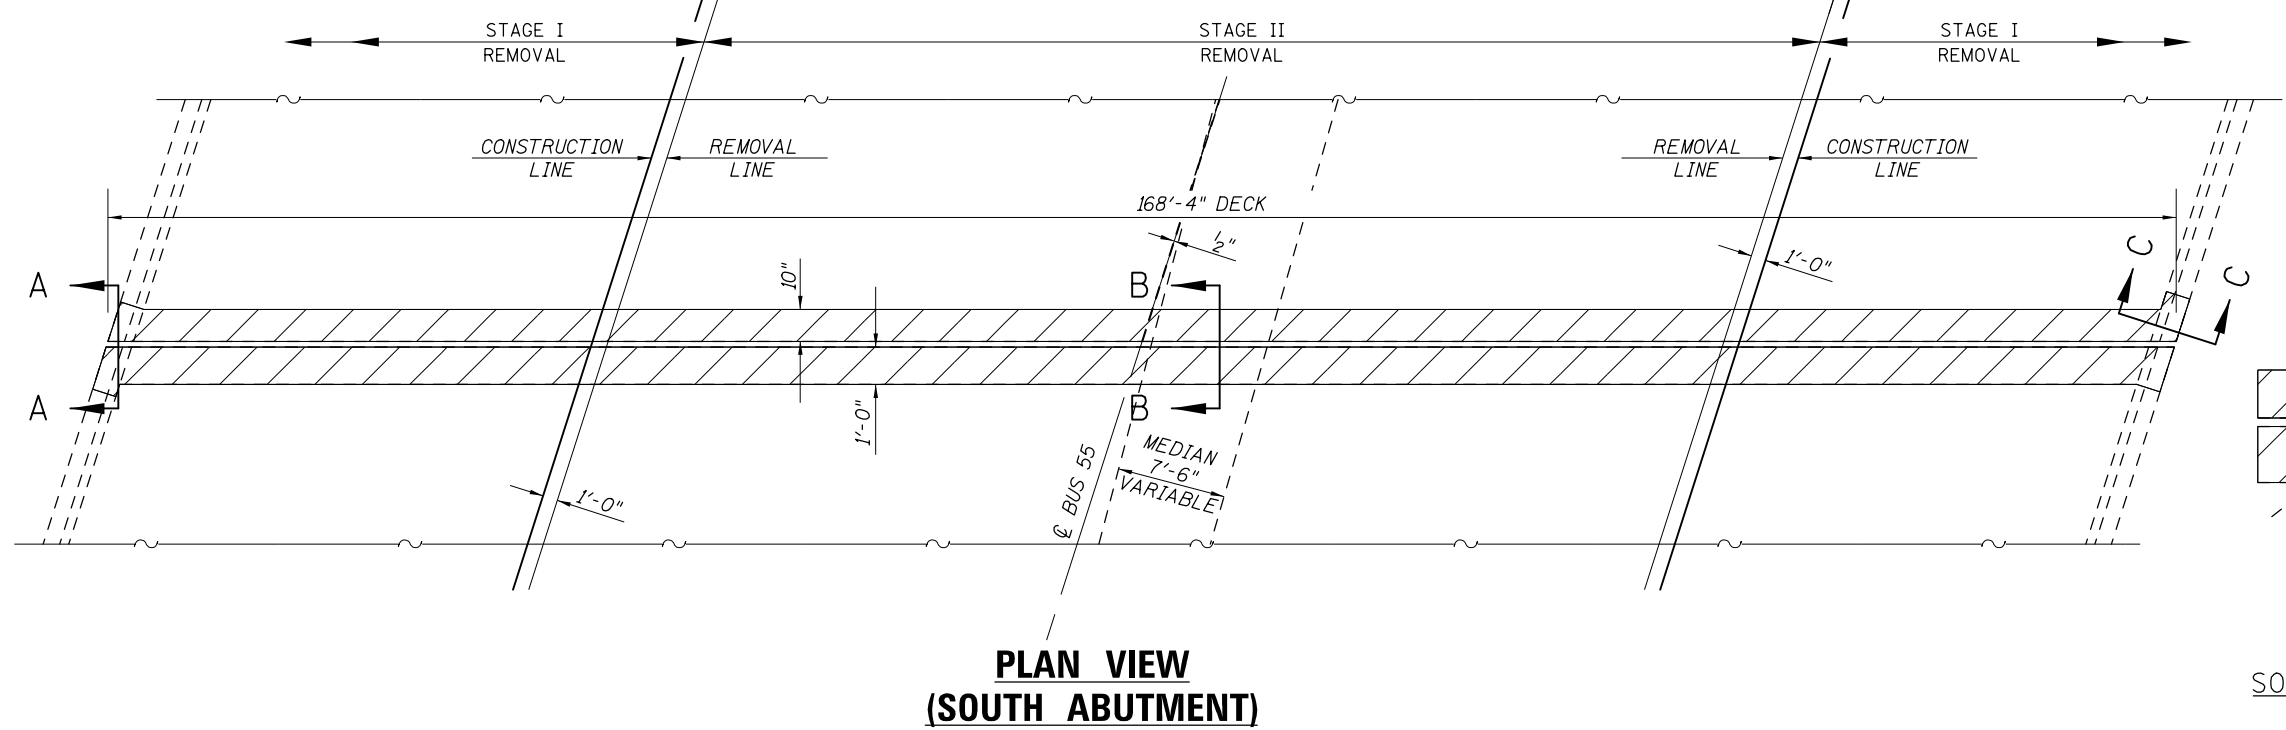 STAGE I
REMOVAL
STAGE II
REMOVAL
STAGE I
REMOVAL
CONSTRUCTION
LINE
REMOVAL
LINE
REMOVAL
LINE
CONSTRUCTION
LINE
168'-4" DECK
1/2"
1'-0"
C
C
A
10"
B
A
1'-0"
B
1'-0"
℄ BUS 55
MEDIAN
7'-6"
VARIABLE
PLAN VIEW
(SOUTH ABUTMENT)
SO